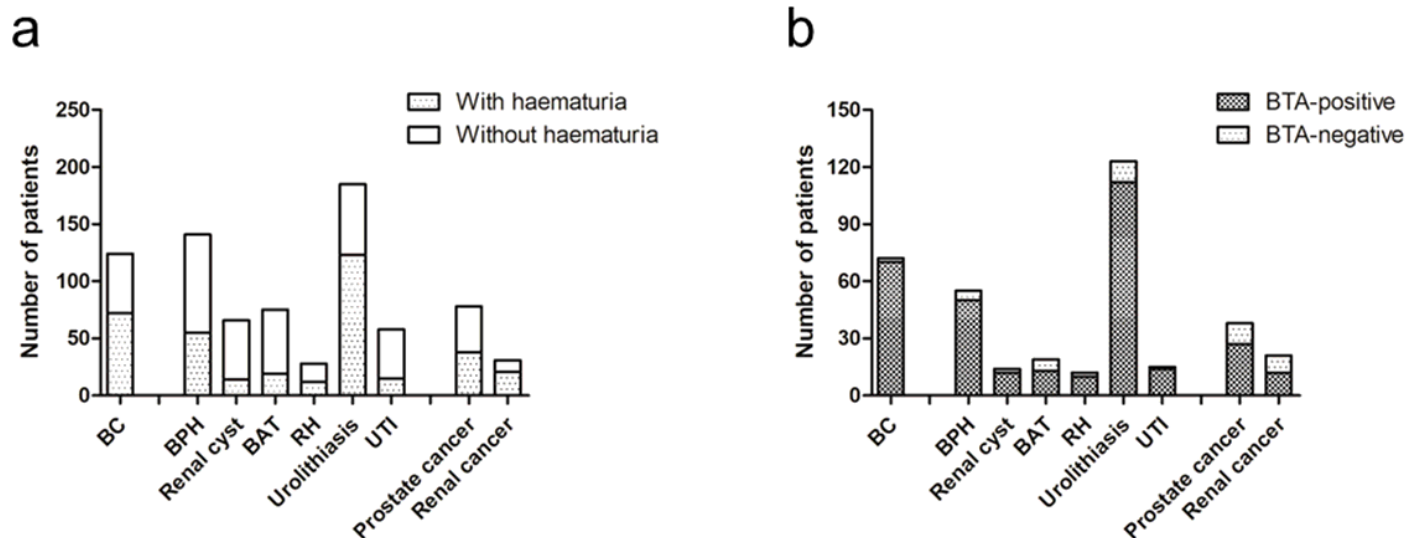 a
With haematuria
Without haematuria
Number of patients
250
200
150
100
50
0
BC
BPH
Renal cyst
BAT
RH
Urolithiasis
UTI
Prostate cancer
Renal cancer
b
BTA-positive
BTA-negative
Number of patients
150
120
90
60
30
0
BC
BPH
Renal cyst
BAT
RH
Urolithiasis
UTI
Prostate cancer
Renal cancer